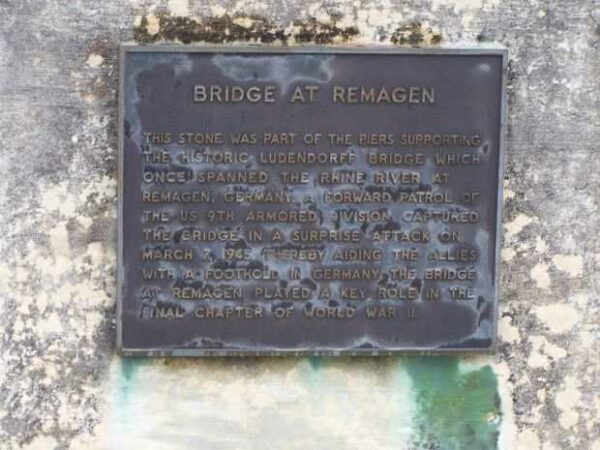 BRIDGE AT REMAGEN
THIS STONE WAS PART OF THE PIERS SUPPORTING
THE HISTORIC LUDENDORFF BRIDGE WHICH
ONCE SPANNED THE RHINE RIVER AT
REMAGEN, GERMANY. A FORWARD PATROL OF
THE US 9TH ARMORED DIVISION CAPTURED
THE BRIDGE IN A SURPRISE ATTACK ON
MARCH 7, 1945 THEREBY AIDING THE ALLIES
WITH A FOOTHOLD IN GERMANY. THE BRIDGE
AT REMAGEN PLAYED A KEY ROLE IN THE
FINAL CHAPTER OF WORLD WAR II.